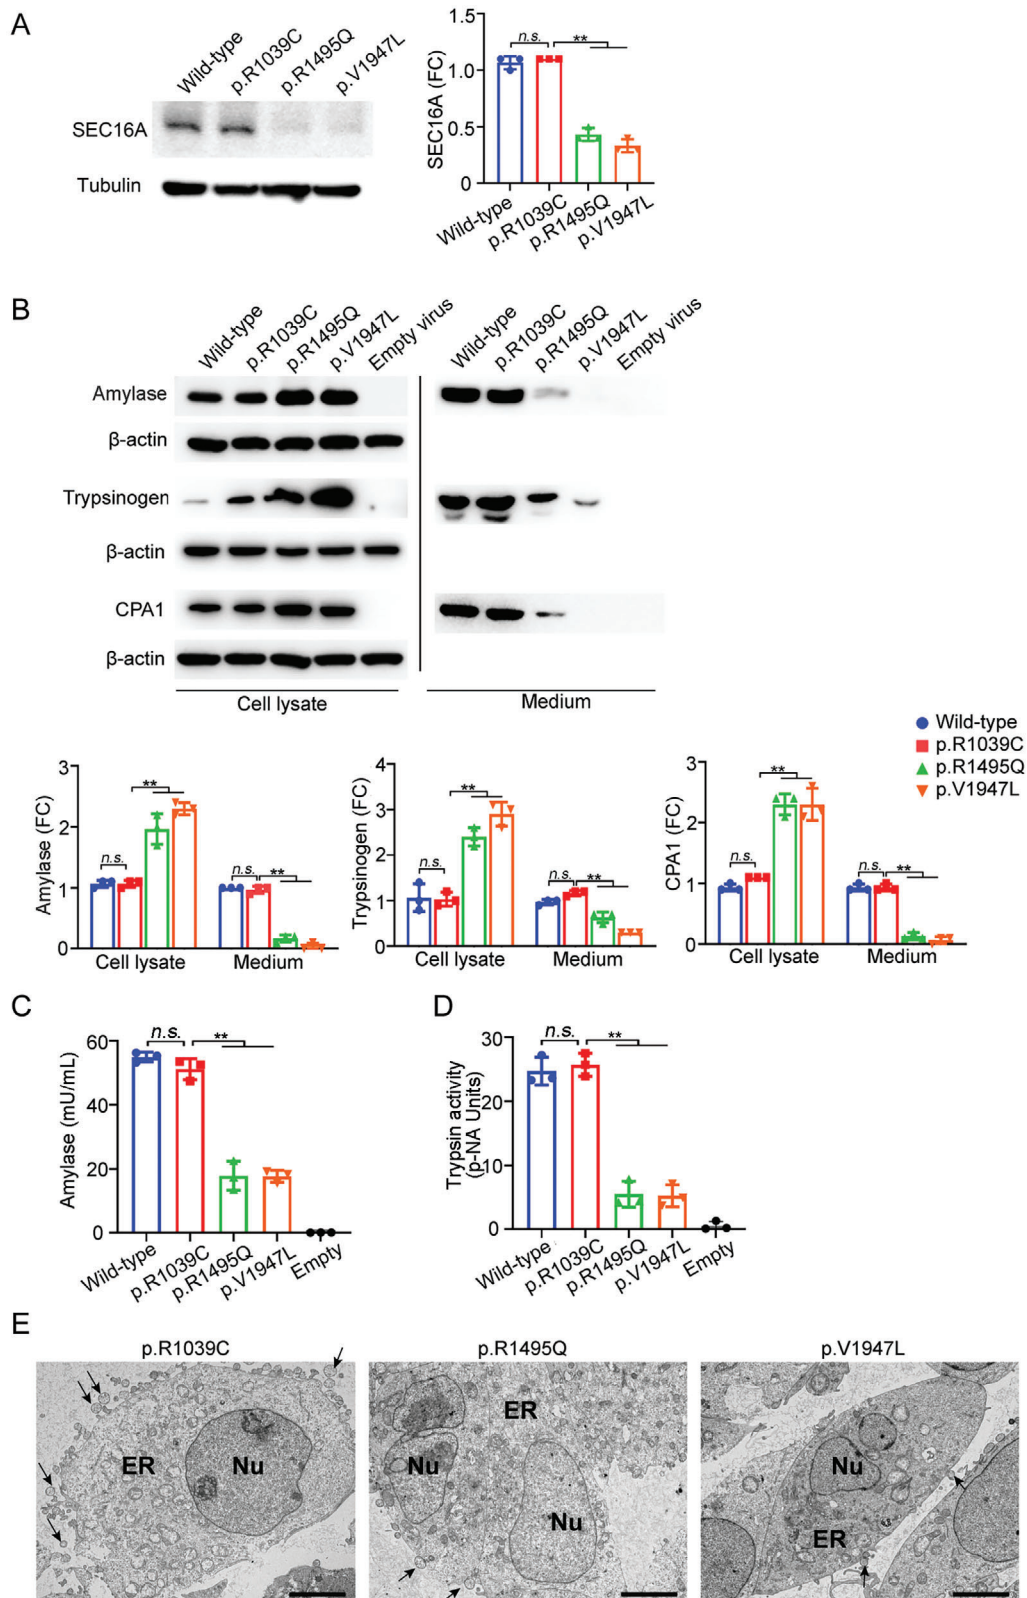 A
Wild-type
p.R1039C
p.R1495Q
p.V1947L
SEC16A
Tubulin
SEC16A (FC)
1.5
1.0
0.5
0
n.s.
**
Wild-type
p.R1039C
p.R1495Q
p.V1947L
B
Wild-type
p.R1039C
p.R1495Q
p.V1947L
Empty virus
Wild-type
p.R1039C
p.R1495Q
p.V1947L
Empty virus
Amylase
β-actin
Trypsinogen
β-actin
CPA1
β-actin
Cell lysate
Medium
Wild-type
p.R1039C
p.R1495Q
p.V1947L
Amylase (FC)
3
2
1
0
n.s.
**
n.s.
**
Cell lysate
Medium
Trypsinogen (FC)
4
3
2
1
0
n.s.
**
n.s.
**
Cell lysate
Medium
CPA1 (FC)
3
2
1
0
n.s.
**
n.s.
**
Cell lysate
Medium
C
Amylase (mU/mL)
60
40
20
0
n.s.
**
Wild-type
p.R1039C
p.R1495Q
p.V1947L
Empty
D
Trypsin activity
(p-NA Units)
30
20
10
0
n.s.
**
Wild-type
p.R1039C
p.R1495Q
p.V1947L
Empty
E
p.R1039C
p.R1495Q
p.V1947L
ER
Nu
ER
Nu
Nu
Nu
ER